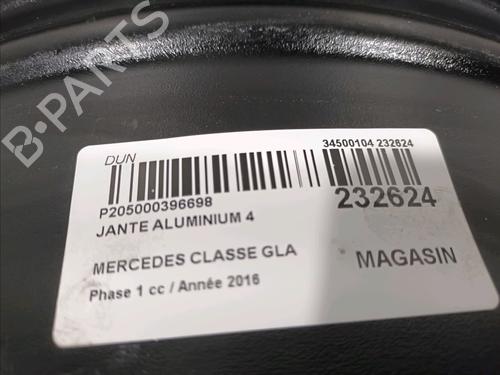 B-PARTS
DUN
34500104 232624
P205000396698
232624
JANTE ALUMINIUM 4
MERCEDES CLASSE GLA
MAGASIN
Phase 1 cc / Année 2016